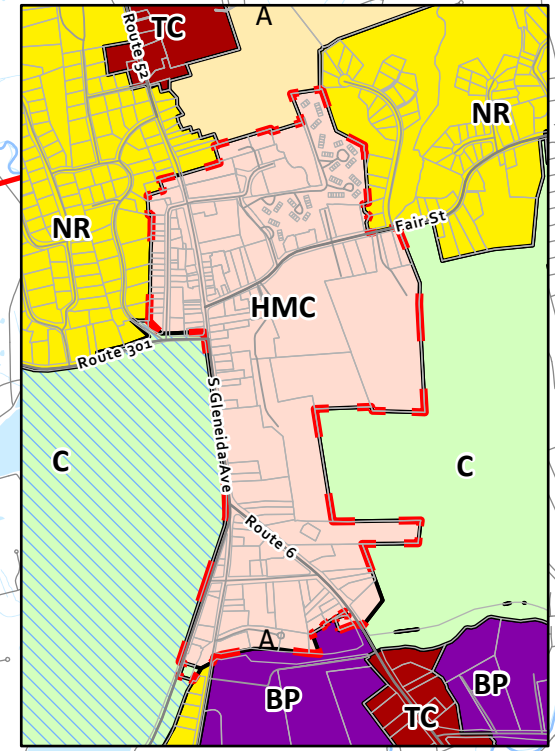 A
TC
Route 52
NR
NR
Fair St
HMC
Route 301
S Gleneida Ave
C
C
Route 6
A
BP
BP
TC